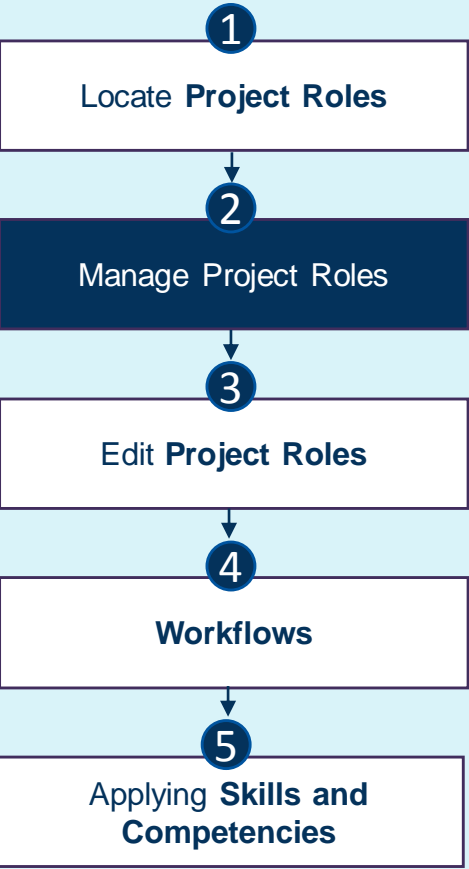 1
Locate Project Roles
2
Manage Project Roles
3
Edit Project Roles
4
Workflows
5
Applying Skills and
Competencies